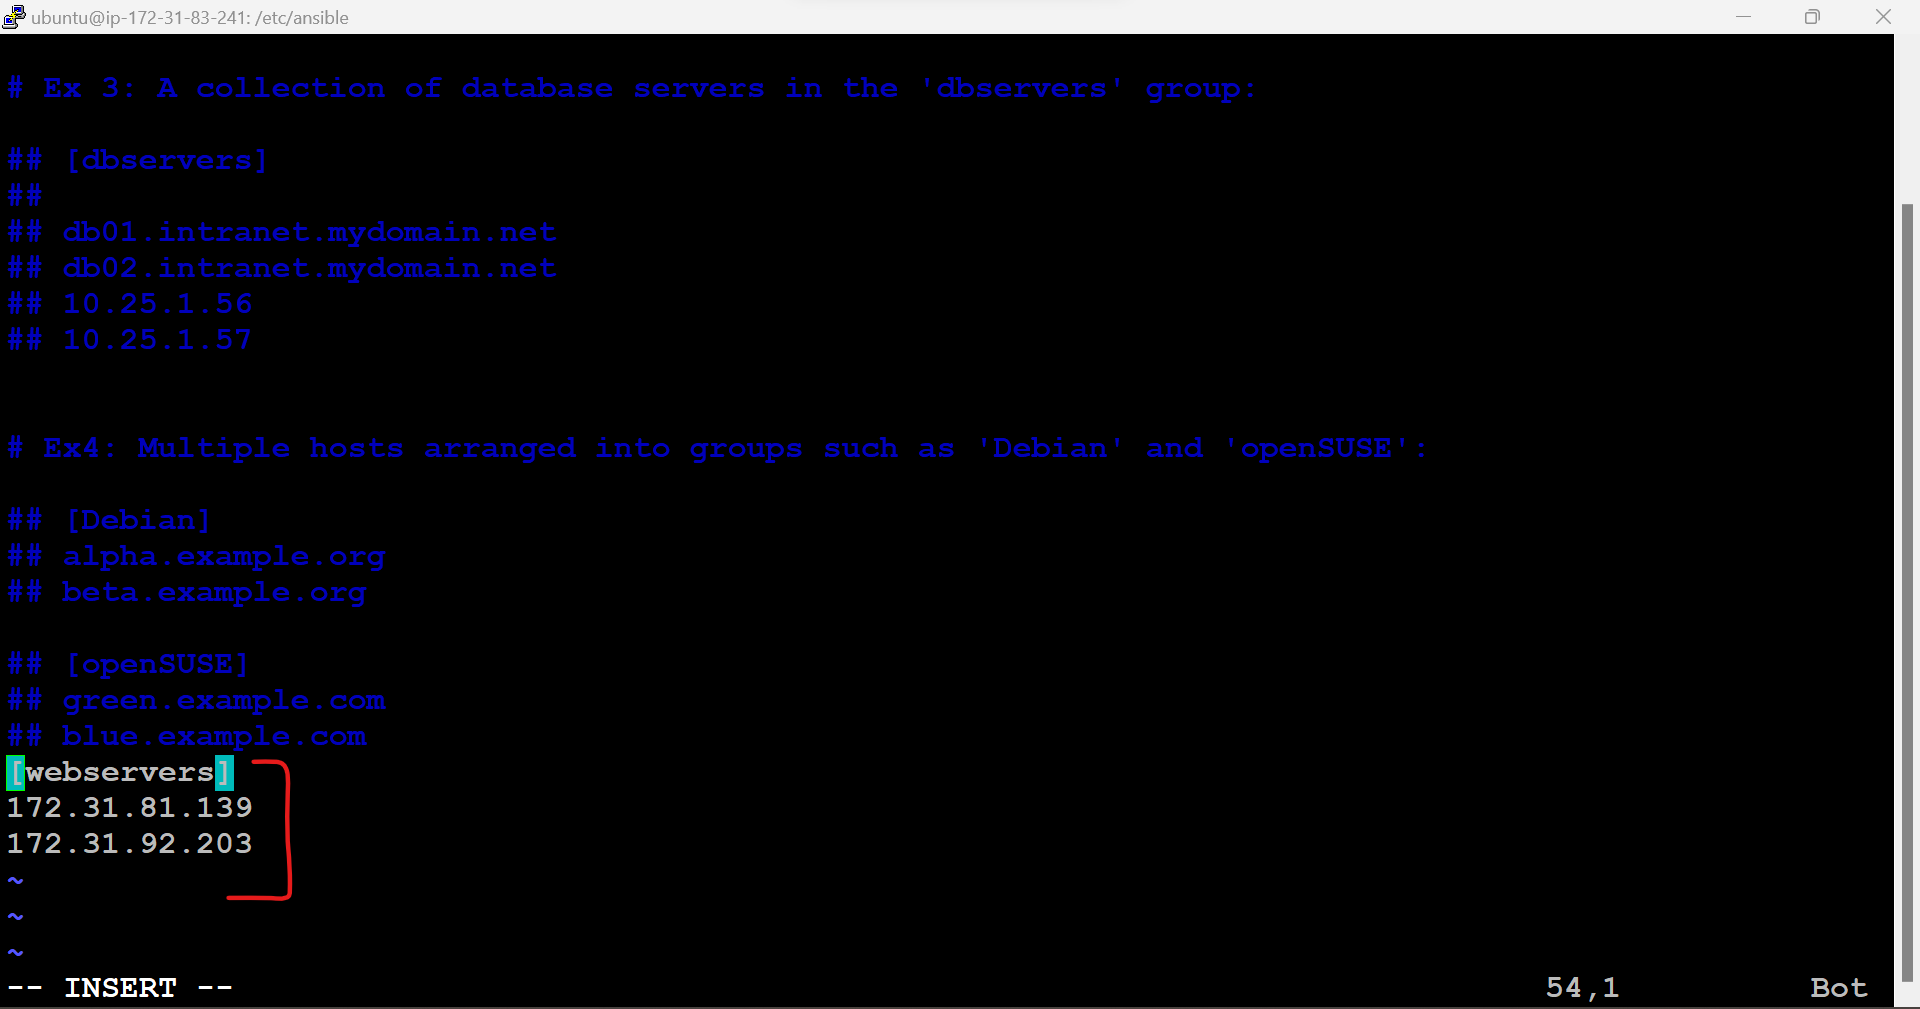 ubuntu@ip-172-31-83-241: /etc/ansible
# Ex 3: A collection of database servers in the 'dbservers' group:
## [dbservers]
##
## db01.intranet.mydomain.net
## db02.intranet.mydomain.net
## 10.25.1.56
## 10.25.1.57
# Ex4: Multiple hosts arranged into groups such as 'Debian' and 'openSUSE':
## [Debian]
## alpha.example.org
## beta.example.org
## [openSUSE]
## green.example.com
## blue.example.com
[webservers]
172.31.81.139
172.31.92.203
~
~
~
-- INSERT -- 54,1 Bot